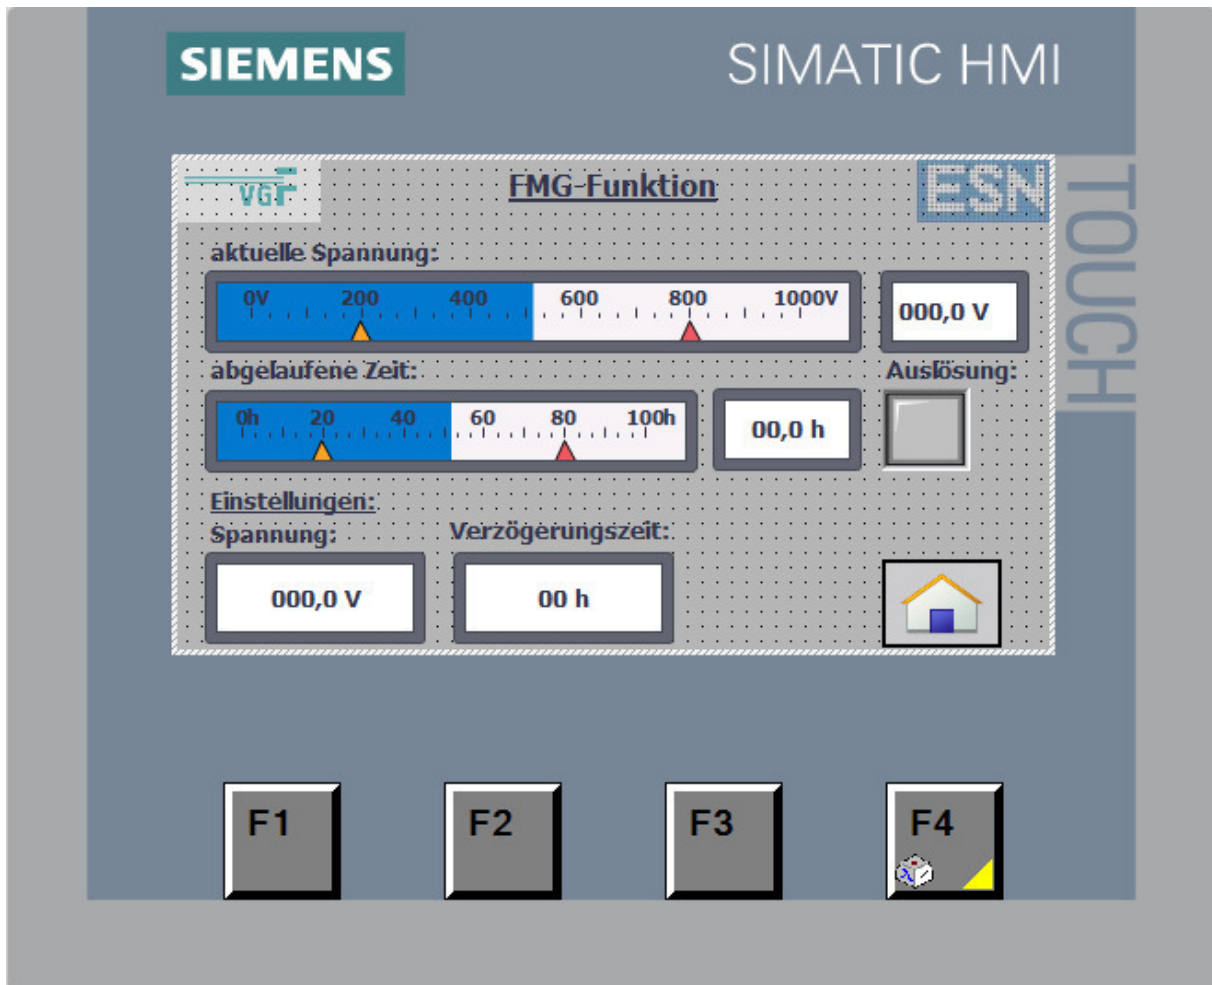 SIEMENS
SIMATIC HMI
TOUCH
VGF
FMG-Funktion
ESN
aktuelle Spannung:
0V 200 400 600 800 1000V
000,0 V
abgelaufene Zeit:
Auslösung:
0h 20 40 60 80 100h
00,0 h
Einstellungen:
Spannung:
Verzögerungszeit:
000,0 V
00 h
F1
F2
F3
F4